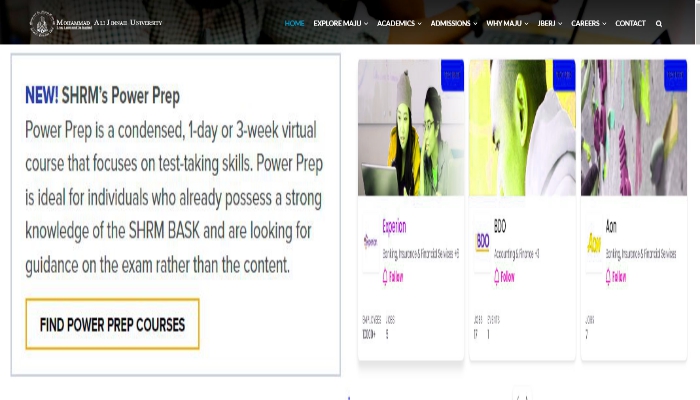 Mohammad Ali Jinnah University
HOME EXPLORE MAJU ACADEMICS ADMISSIONS WHY MAJU JBERJ CAREERS CONTACT
NEW! SHRM's Power Prep
Power Prep is a condensed, 1-day or 3-week virtual
course that focuses on test-taking skills. Power Prep
is ideal for individuals who already possess a strong
knowledge of the SHRM BASK and are looking for
guidance on the exam rather than the content.
FIND POWER PREP COURSES
Experian
Banking, Insurance & Financial Services +6
Follow
EMPLOYEES JOBS
10000+ 5
BDO
BDO
Accounting & Finance +3
Follow
JOBS EVENTS
17 1
Aon
Aon
Banking, Insurance & Financial Services
Follow
JOBS